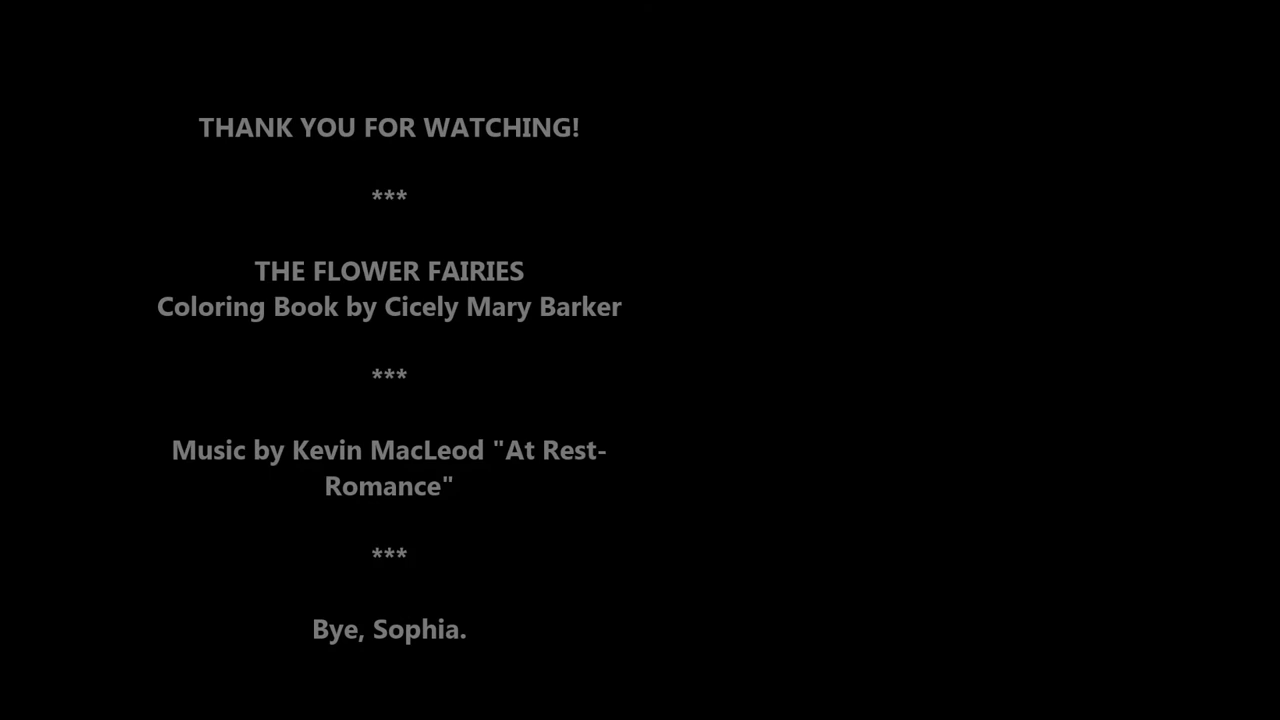 THANK YOU FOR WATCHING!
***
THE FLOWER FAIRIES
Coloring Book by Cicely Mary Barker
***
Music by Kevin MacLeod "At Rest-
Romance"
***
Bye, Sophia.